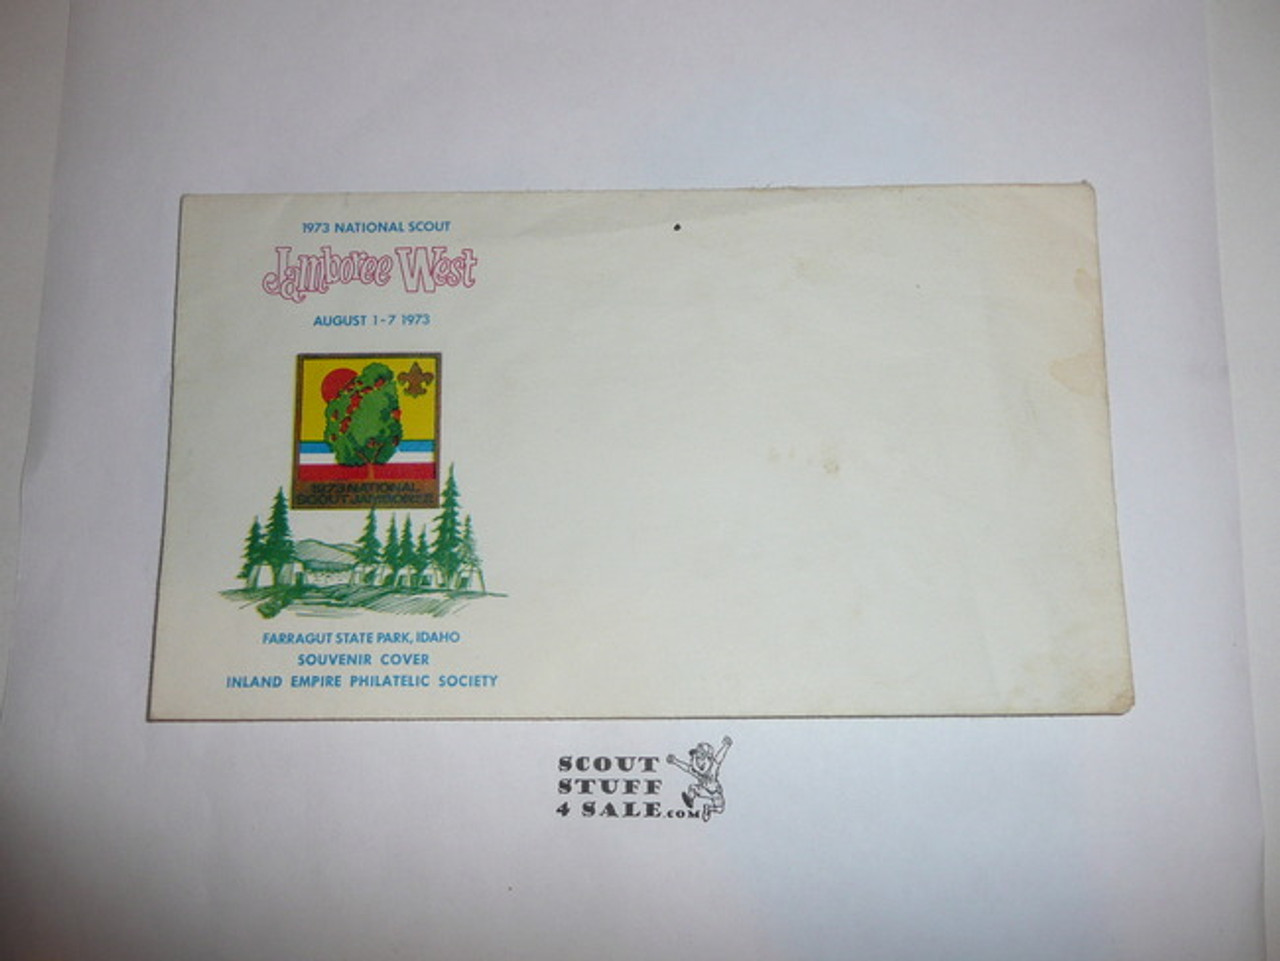 1973 NATIONAL SCOUT
Jamboree West
AUGUST 1-7 1973
1973 NATIONAL
SCOUT JAMBOREE
FARRAGUT STATE PARK, IDAHO
SOUVENIR COVER
INLAND EMPIRE PHILATELIC SOCIETY
SCOUT
STUFF
4 SALE.COM